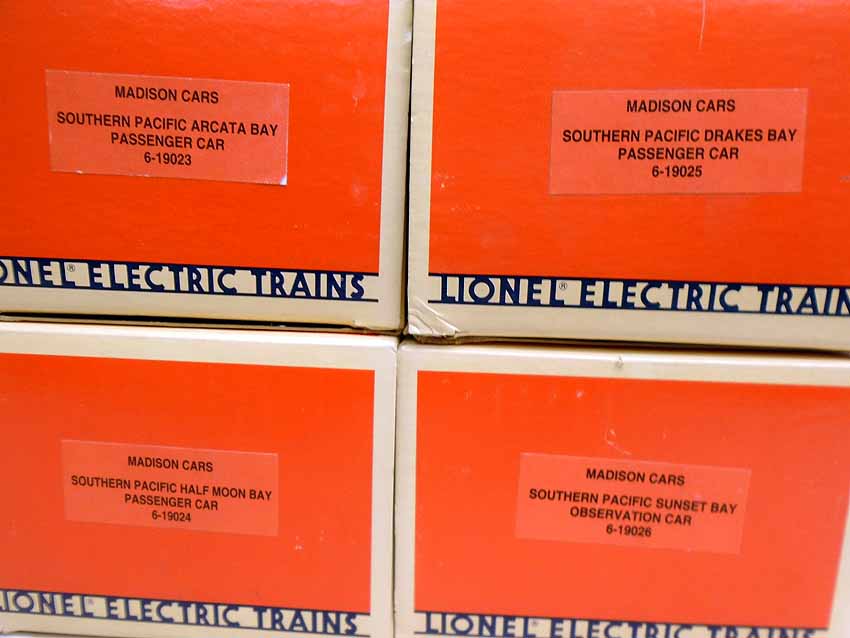 MADISON CARS
SOUTHERN PACIFIC ARCATA BAY
PASSENGER CAR
6-19023
ONEL® ELECTRIC TRAINS
MADISON CARS
SOUTHERN PACIFIC DRAKES BAY
PASSENGER CAR
6-19025
LIONEL® ELECTRIC TRAIN
MADISON CARS
SOUTHERN PACIFIC HALF MOON BAY
PASSENGER CAR
6-19024
LIONEL® ELECTRIC TRAINS
MADISON CARS
SOUTHERN PACIFIC SUNSET BAY
OBSERVATION CAR
6-19026
LIONEL® ELECTRIC TRAINS